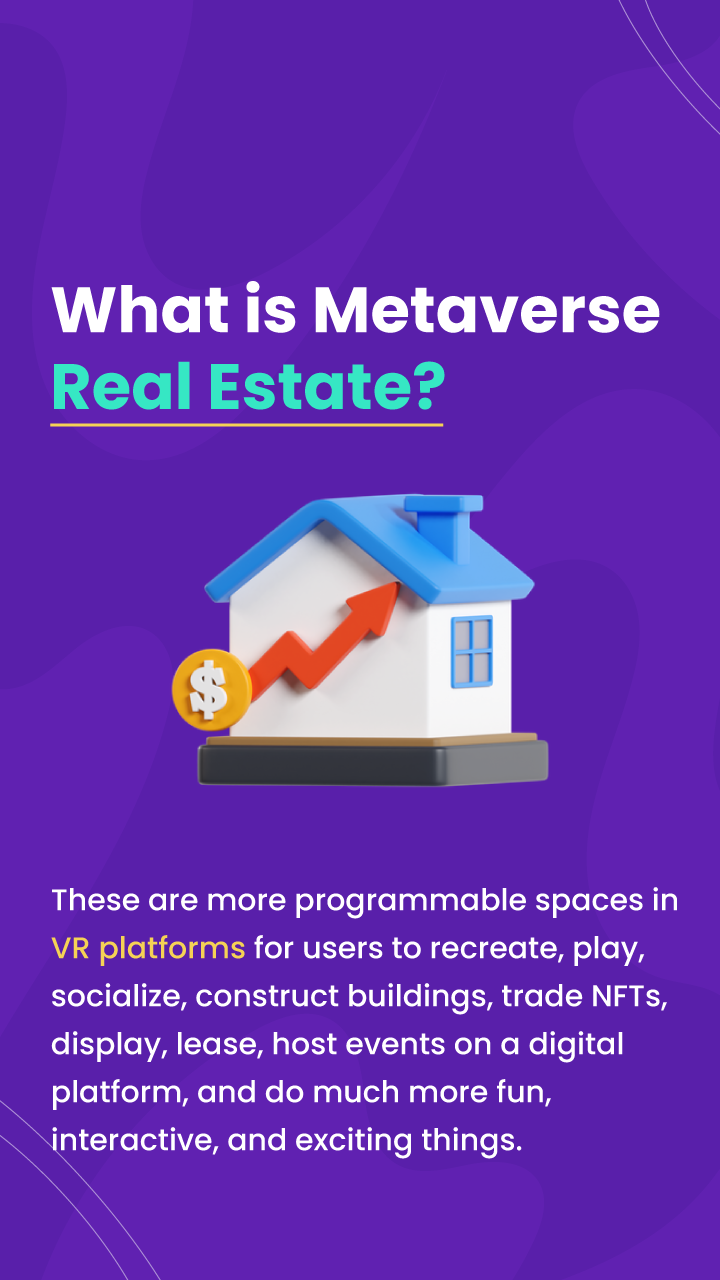 What is Metaverse
Real Estate?
$
These are more programmable spaces in
VR platforms for users to recreate, play,
socialize, construct buildings, trade NFTs,
display, lease, host events on a digital
platform, and do much more fun,
interactive, and exciting things.